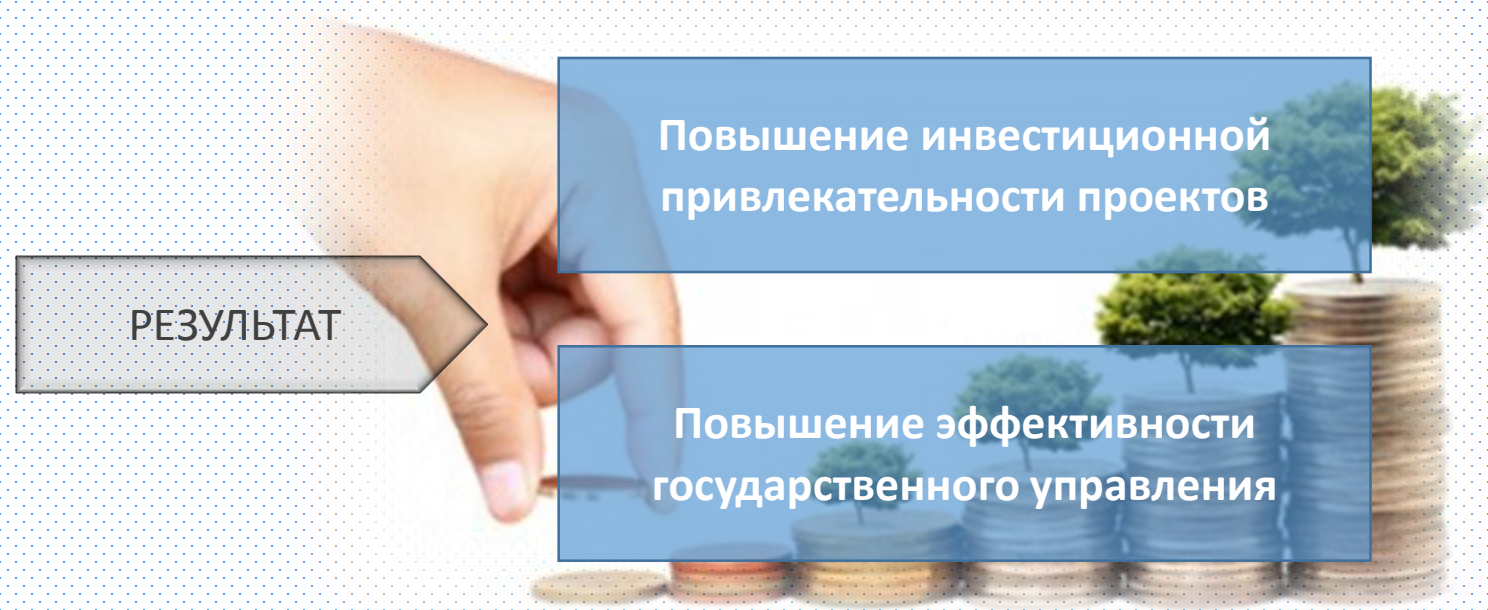 РЕЗУЛЬТАТ
Повышение инвестиционной
привлекательности проектов
Повышение эффективности
государственного управления